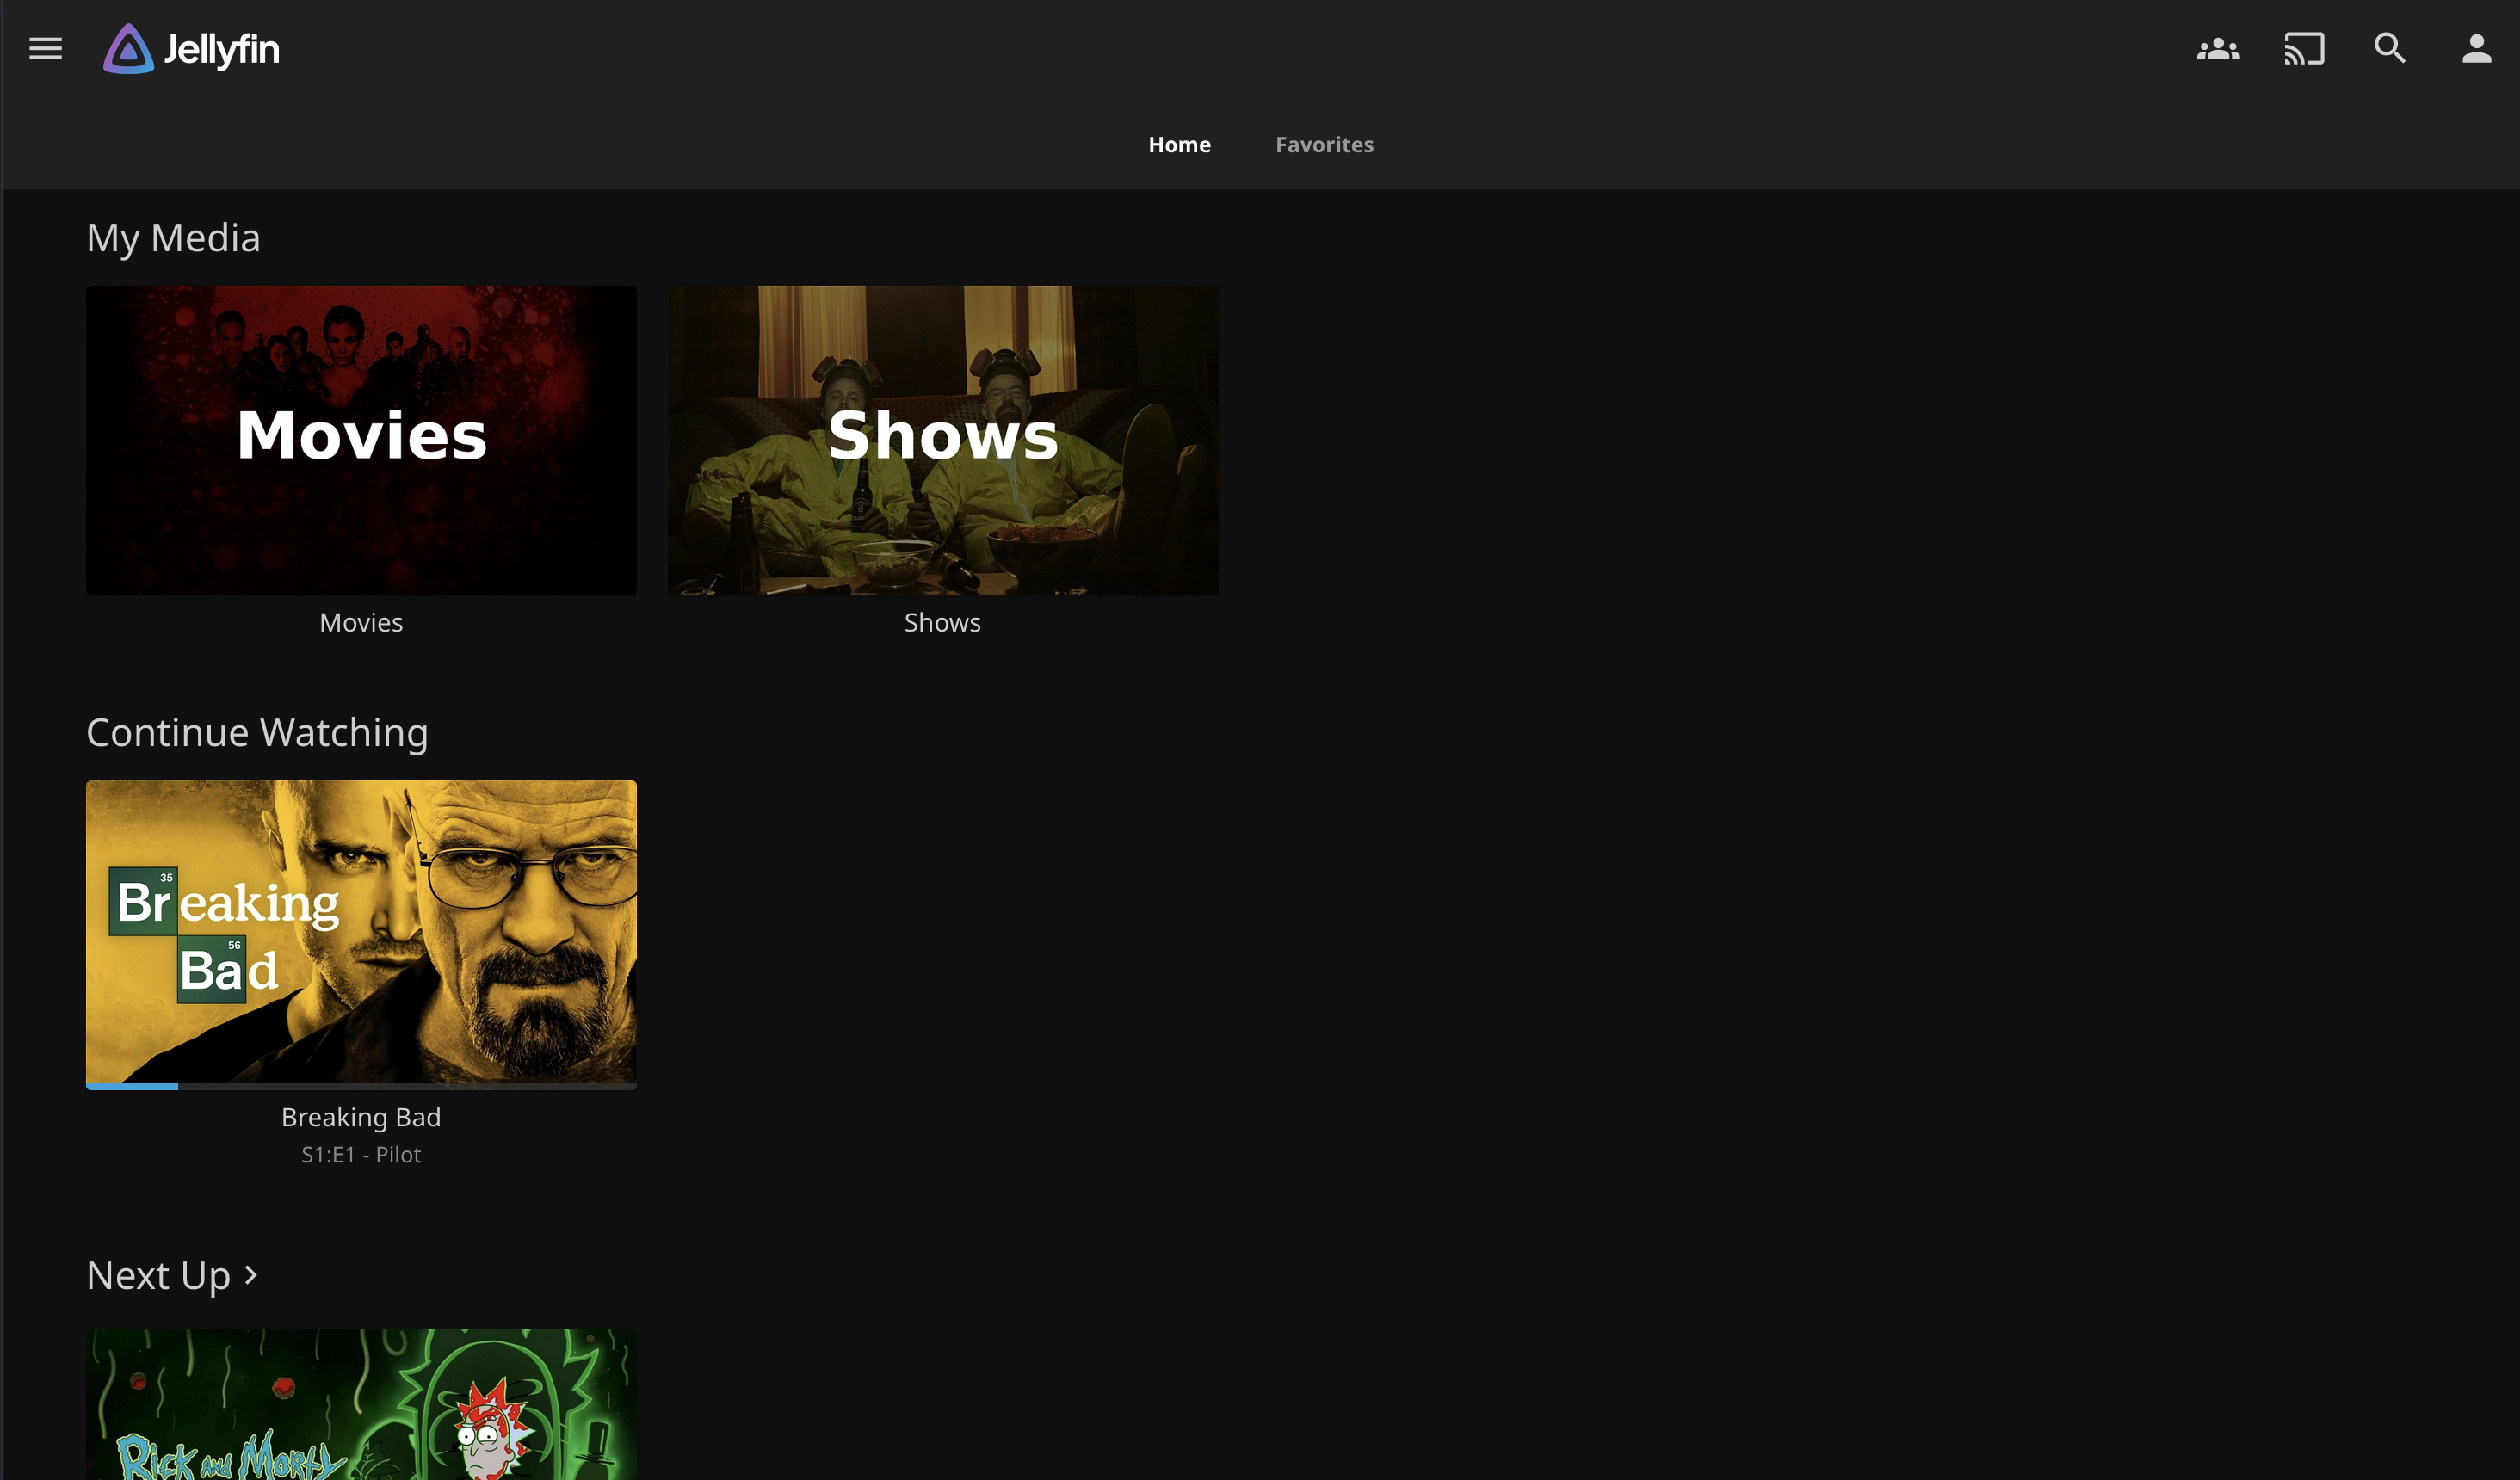 Jellyfin
Home Favorites
My Media
Movies
Shows
Movies
Shows
Continue Watching
35
Breaking
56
Bad
Breaking Bad
S1:E1 - Pilot
Next Up
Rick and Morty